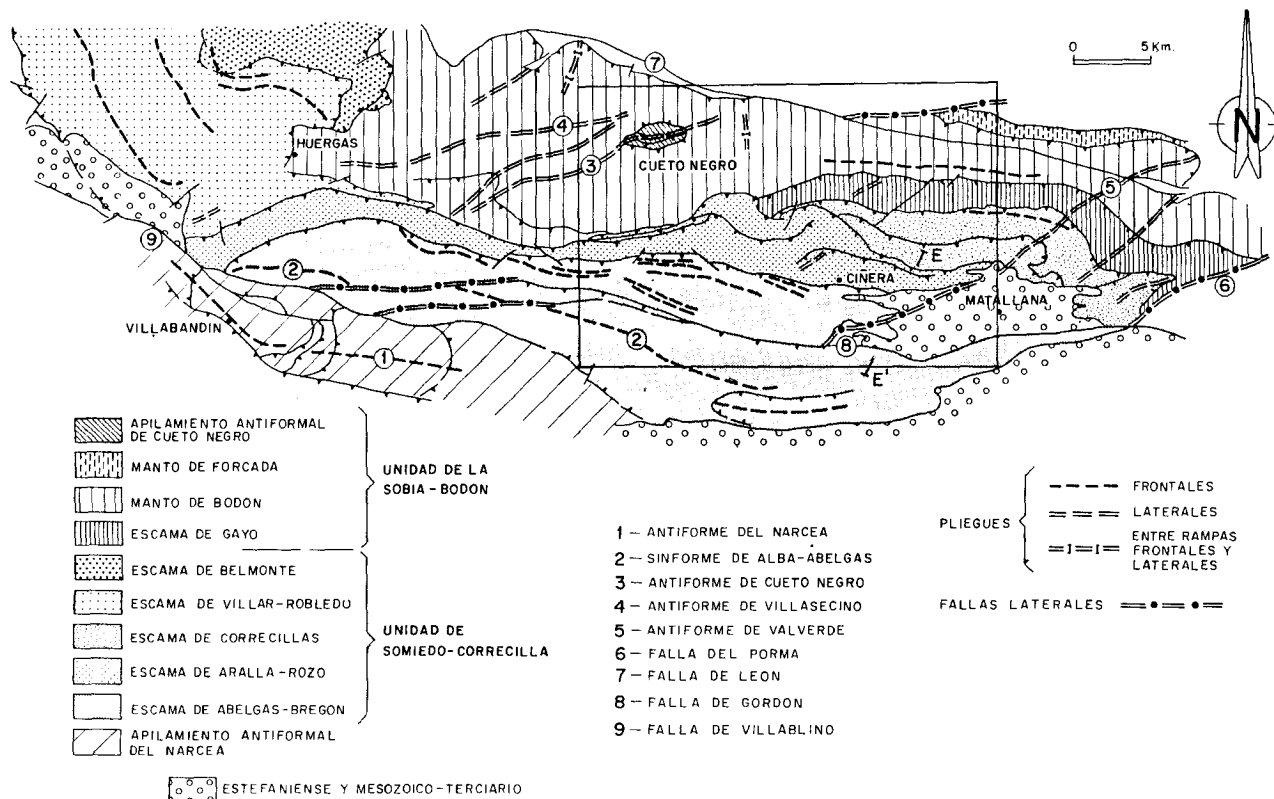 0 5 Km.
N
7
4
HUERGAS
3
CUETO NEGRO
5
9
2
E
CINERA
6
MATALLANA
VILLABANDIN
1
2
8
E'
APILAMIENTO ANTIFORMAL
DE CUETO NEGRO
MANTO DE FORCADA
MANTO DE BODON
ESCAMA DE GAYO
UNIDAD DE LA
SOBIA-BODON
ESCAMA DE BELMONTE
ESCAMA DE VILLAR-ROBLEDO
ESCAMA DE CORRECILLAS
ESCAMA DE ARALLA-ROZO
ESCAMA DE ABELGAS-BREGON
UNIDAD DE
SOMIEDO-CORRECILLA
APILAMIENTO ANTIFORMAL
DEL NARCEA
ESTEFANIENSE Y MESOZOICO-TERCIARIO
1 – ANTIFORME DEL NARCEA
2 – SINFORME DE ALBA-ABELGAS
3 – ANTIFORME DE CUETO NEGRO
4 – ANTIFORME DE VILLASECINO
5 – ANTIFORME DE VALVERDE
6 – FALLA DEL PORMA
7 – FALLA DE LEON
8 – FALLA DE GORDON
9 – FALLA DE VILLABLINO
PLIEGUES
FRONTALES
LATERALES
ENTRE RAMPAS
FRONTALES Y
LATERALES
FALLAS LATERALES